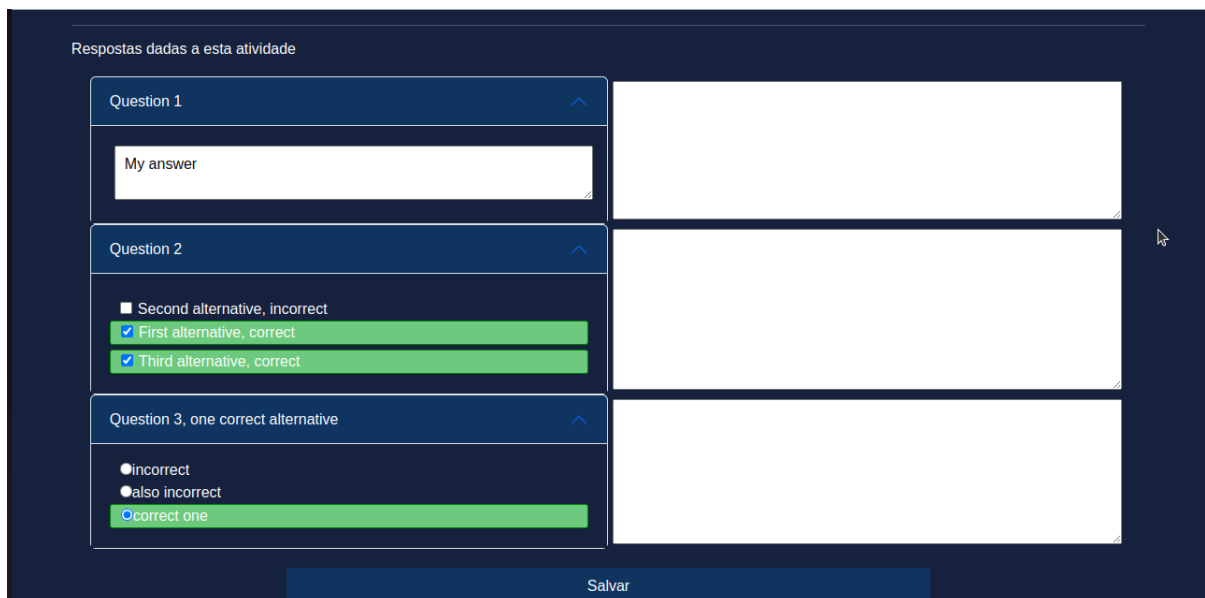 Respostas dadas a esta atividade
Question 1
My answer
Question 2
Second alternative, incorrect
First alternative, correct
Third alternative, correct
Question 3, one correct alternative
incorrect
also incorrect
correct one
Salvar